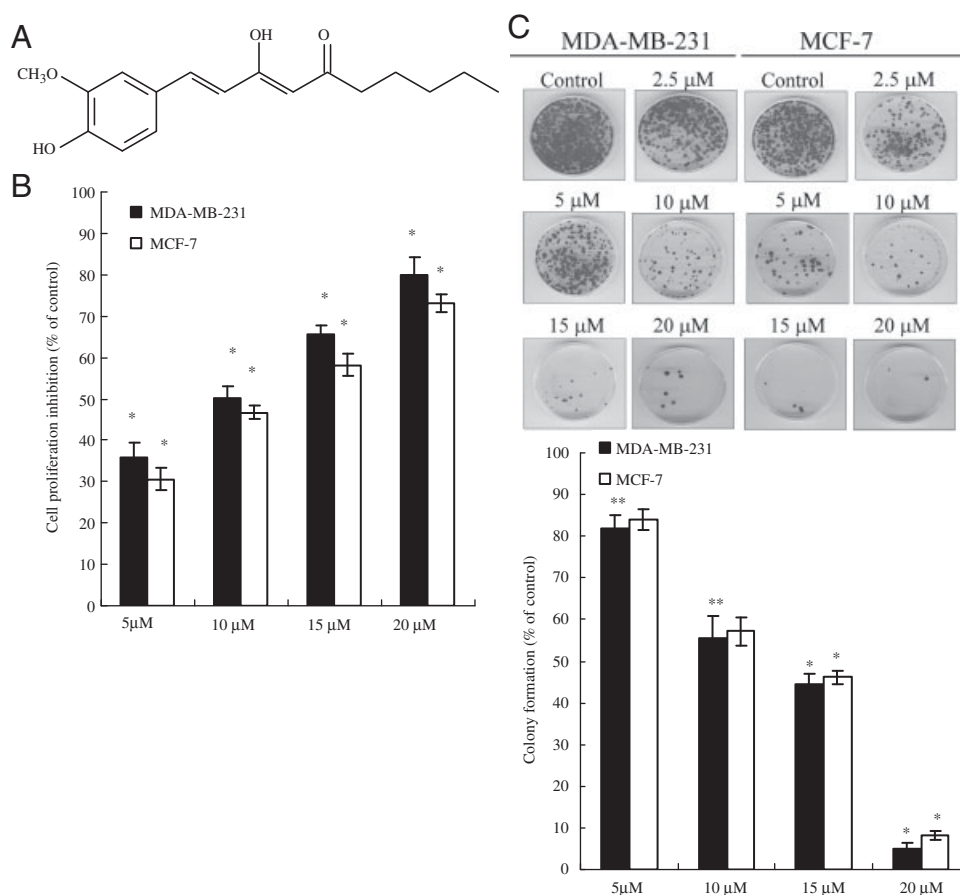 A
OH
O
CH₃O
HO
B
Cell proliferation inhibition (% of control)
100
90
80
70
60
50
40
30
20
10
0
MDA-MB-231
MCF-7
*
*
*
*
*
*
*
*
5μM
10 μM
15 μM
20 μM
C
MDA-MB-231
MCF-7
Control
2.5 μM
Control
2.5 μM
5 μM
10 μM
5 μM
10 μM
15 μM
20 μM
15 μM
20 μM
Colony formation (% of control)
100
90
80
70
60
50
40
30
20
10
0
MDA-MB-231
MCF-7
**
**
*
*
*
*
5μM
10 μM
15 μM
20 μM